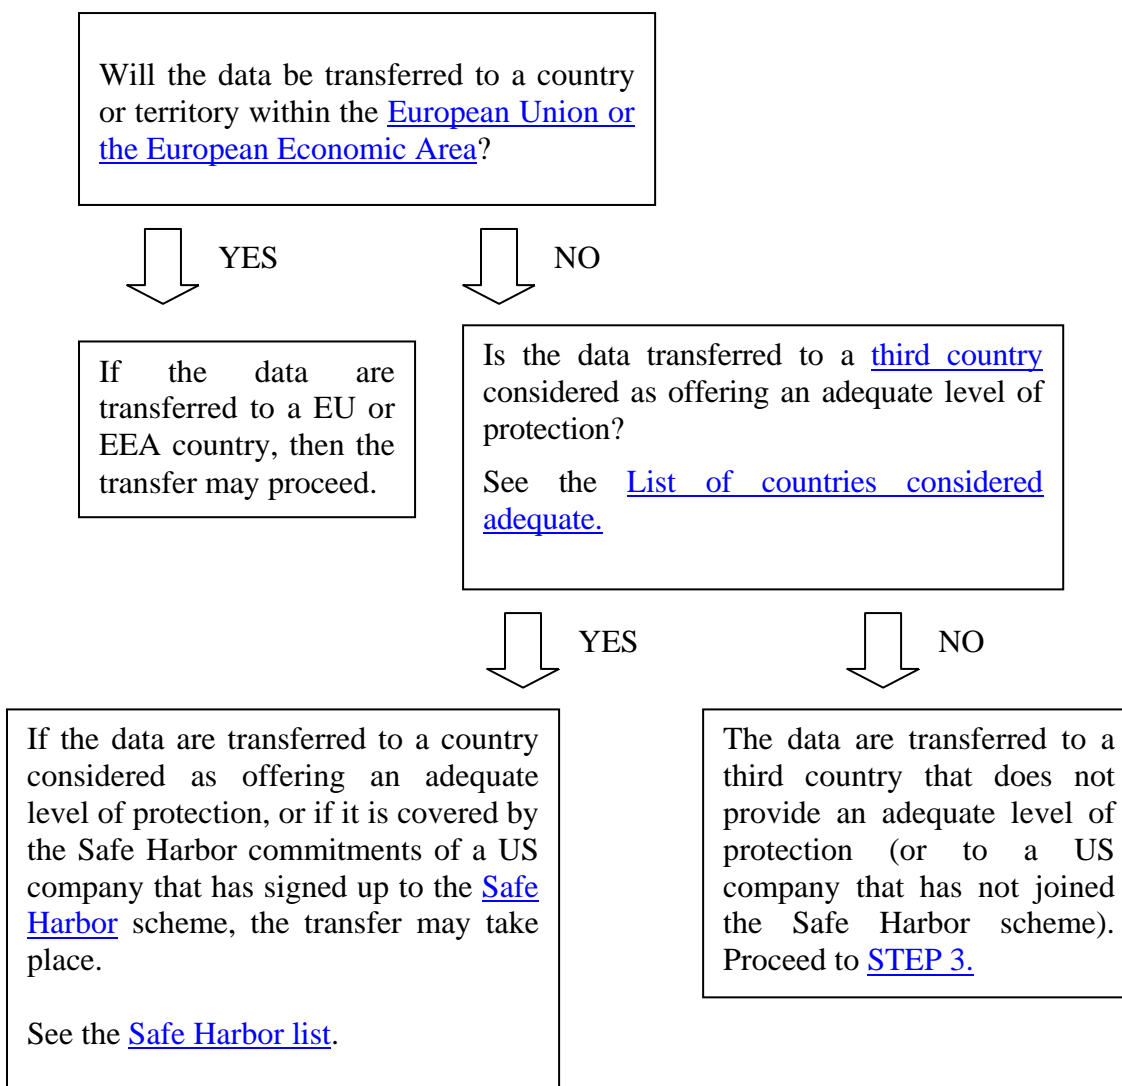 Will the data be transferred to a country
or territory within the European Union or
the European Economic Area?
YES
NO
If the data are
transferred to a EU or
EEA country, then the
transfer may proceed.
Is the data transferred to a third country
considered as offering an adequate level of
protection?
See the List of countries considered
adequate.
YES
NO
If the data are transferred to a country
considered as offering an adequate
level of protection, or if it is covered by
the Safe Harbor commitments of a US
company that has signed up to the Safe
Harbor scheme, the transfer may take
place.
See the Safe Harbor list.
The data are transferred to a
third country that does not
provide an adequate level of
protection (or to a US
company that has not joined
the Safe Harbor scheme).
Proceed to STEP 3.